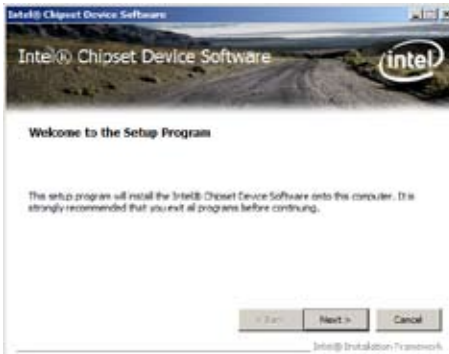 Intel® Chipset Device Software
Intel® Chipset Device Software
intel
Welcome to the Setup Program
This setup program will install the Intel® Chipset Device Software onto this computer. It is
strongly recommended that you exit all programs before continuing.
< Back
Next >
Cancel
Intel® Installation Framework